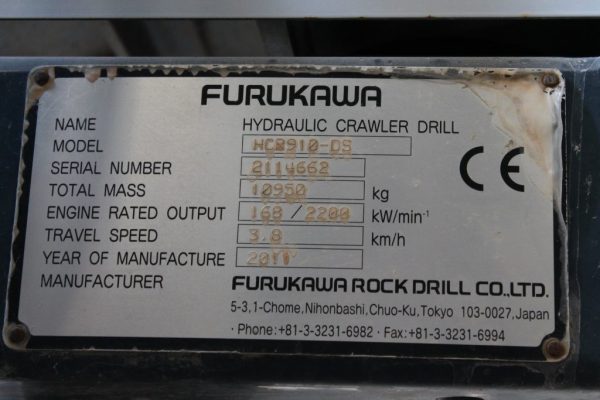 FURUKAWA
NAME HYDRAULIC CRAWLER DRILL
MODEL HCR910-DS
SERIAL NUMBER 2114662
TOTAL MASS 10950 kg
ENGINE RATED OUTPUT 168 / 2200 kW/min⁻¹
TRAVEL SPEED 3.8 km/h
YEAR OF MANUFACTURE 2011
MANUFACTURER FURUKAWA ROCK DRILL CO.,LTD.
5-3,1-Chome,Nihonbashi,Chuo-Ku,Tokyo 103-0027,Japan
· Phone:+81-3-3231-6982 · Fax:+81-3-3231-6994
CE